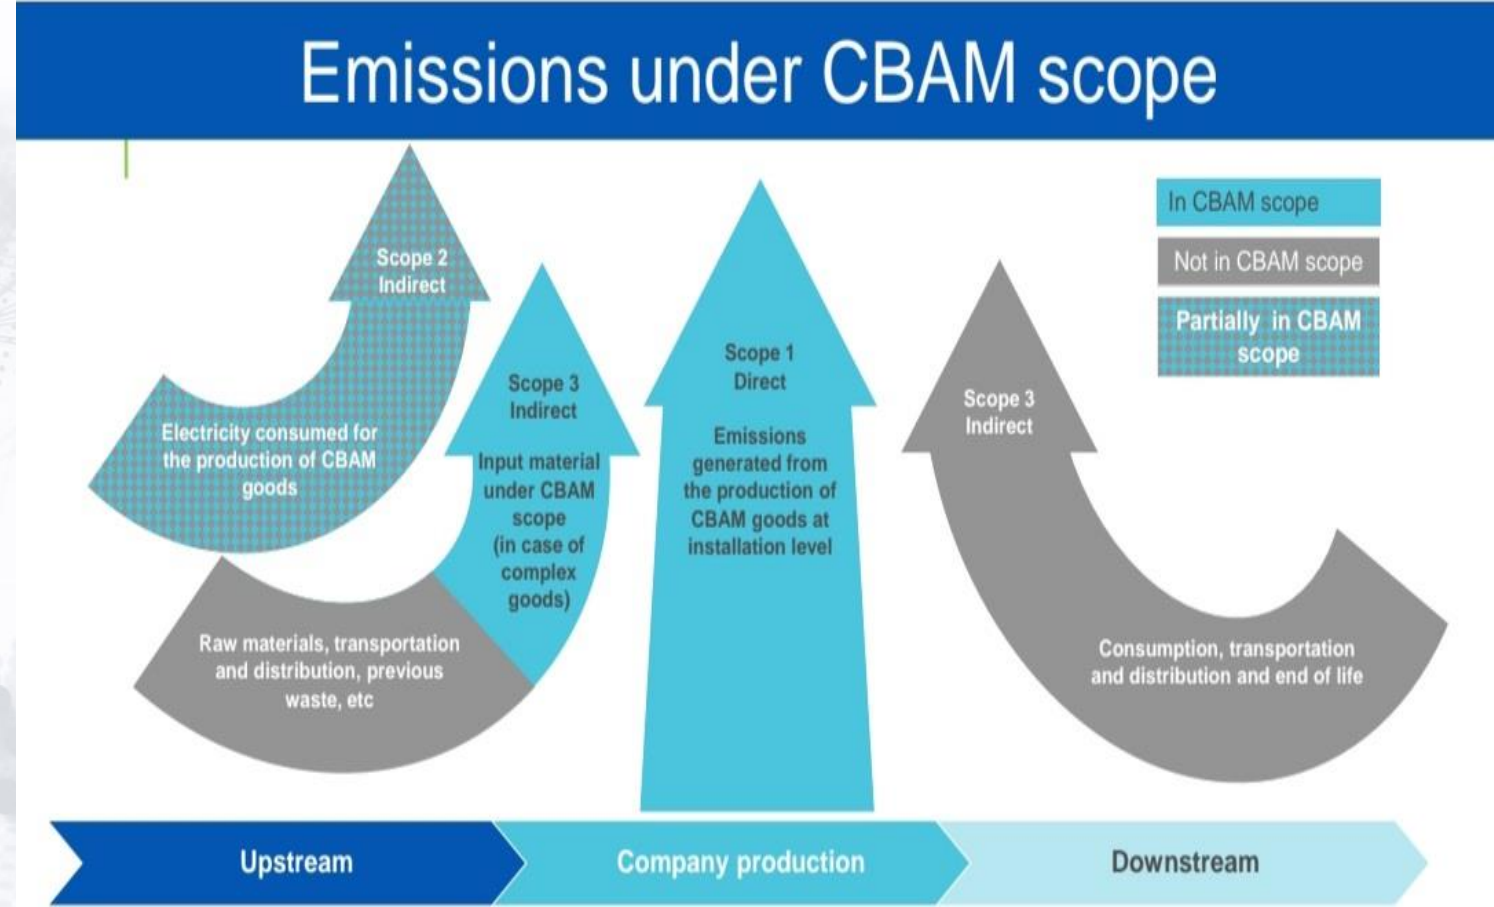 Emissions under CBAM scope
Scope 2
Indirect
Electricity consumed for
the production of CBAM
goods
Scope 3
Indirect
Input material
under CBAM
scope
(in case of
complex
goods)
Raw materials, transportation
and distribution, previous
waste, etc
Scope 1
Direct
Emissions
generated from
the production of
CBAM goods at
installation level
In CBAM scope
Not in CBAM scope
Partially in CBAM
scope
Scope 3
Indirect
Consumption, transportation
and distribution and end of life
Upstream
Company production
Downstream